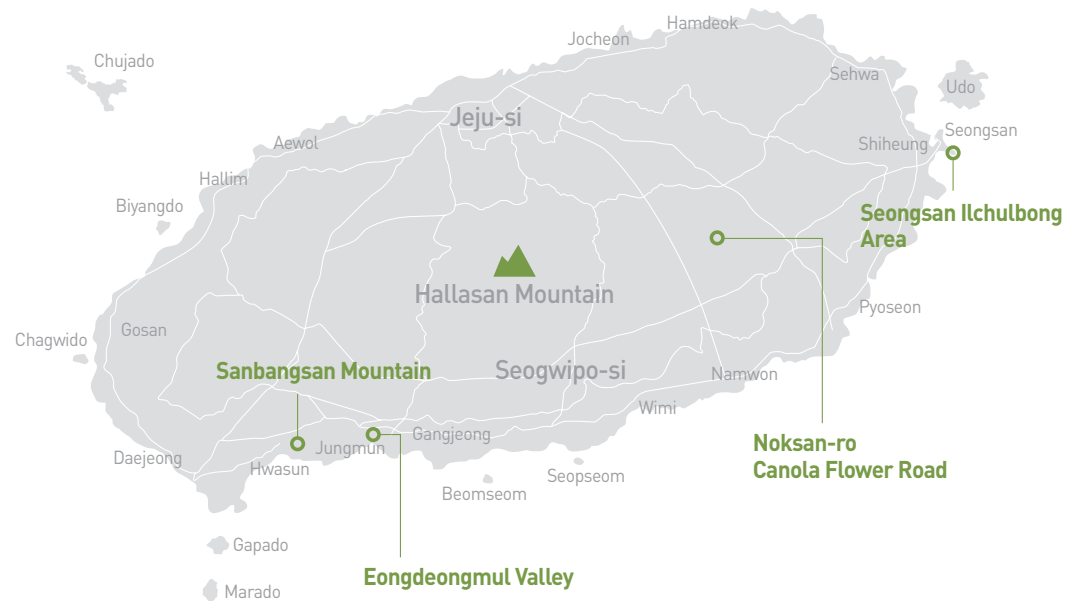 Hamdeok
Jocheon
Chujado
Sehwa
Udo
Jeju-si
Seongsan
Aewol
Shiheung
Hallim
Biyangdo
Seongsan Ilchulbong
Area
Hallasan Mountain
Pyoseon
Gosan
Chagwido
Sanbangsan Mountain
Seogwipo-si
Namwon
Wimi
Gangjeong
Noksan-ro
Canola Flower Road
Jungmun
Daejeong
Hwasun
Seopseom
Beomseom
Gapado
Eongdeongmul Valley
Marado